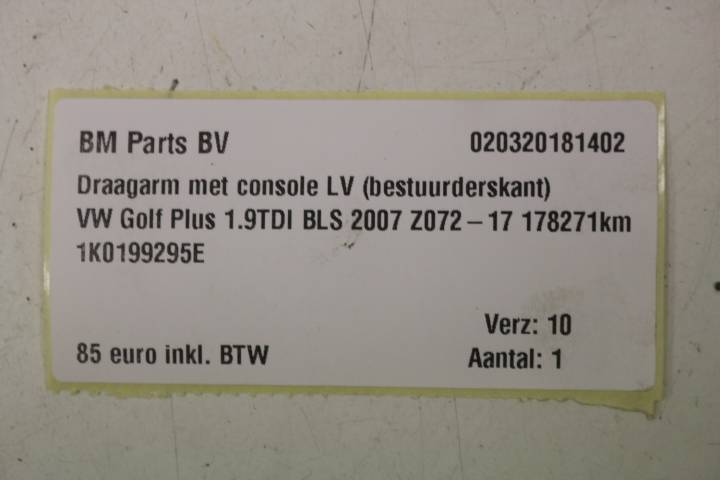 BM Parts BV 020320181402
Draagarm met console LV (bestuurderskant)
VW Golf Plus 1.9TDI BLS 2007 Z072-17 178271km
1K0199295E
Verz: 10
85 euro inkl. BTW Aantal: 1